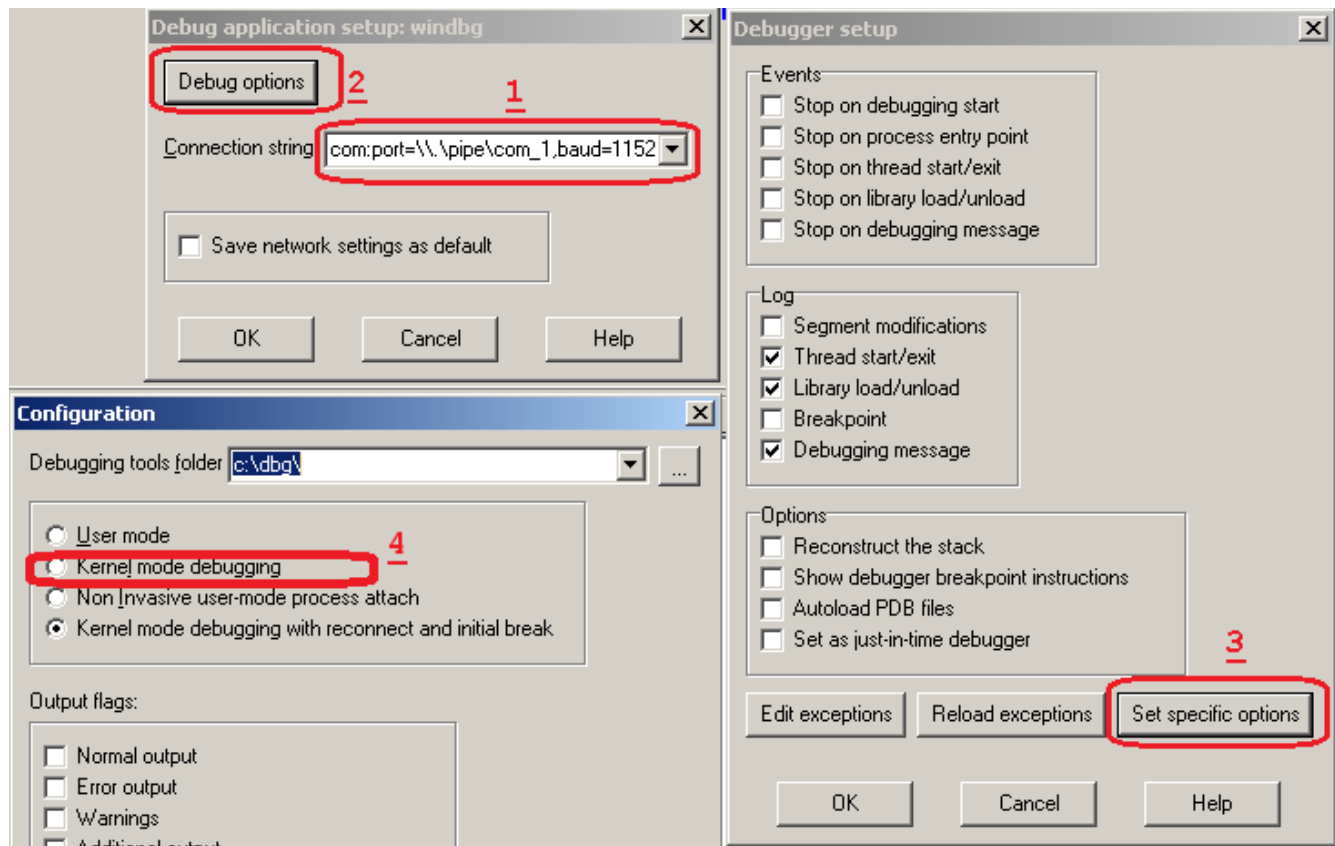 Debug application setup: windbg
Debug options
2
1
Connection string com:port=\\.\pipe\com_1,baud=1152
Save network settings as default
OK Cancel Help
Configuration
Debugging tools folder c:\dbg\ ...
User mode
4
Kernel mode debugging
Non Invasive user-mode process attach
Kernel mode debugging with reconnect and initial break
Output flags:
Normal output
Error output
Warnings
Additional output
Debugger setup
Events
Stop on debugging start
Stop on process entry point
Stop on thread start/exit
Stop on library load/unload
Stop on debugging message
Log
Segment modifications
Thread start/exit
Library load/unload
Breakpoint
Debugging message
Options
Reconstruct the stack
Show debugger breakpoint instructions
Autoload PDB files
Set as just-in-time debugger
3
Edit exceptions Reload exceptions Set specific options
OK Cancel Help